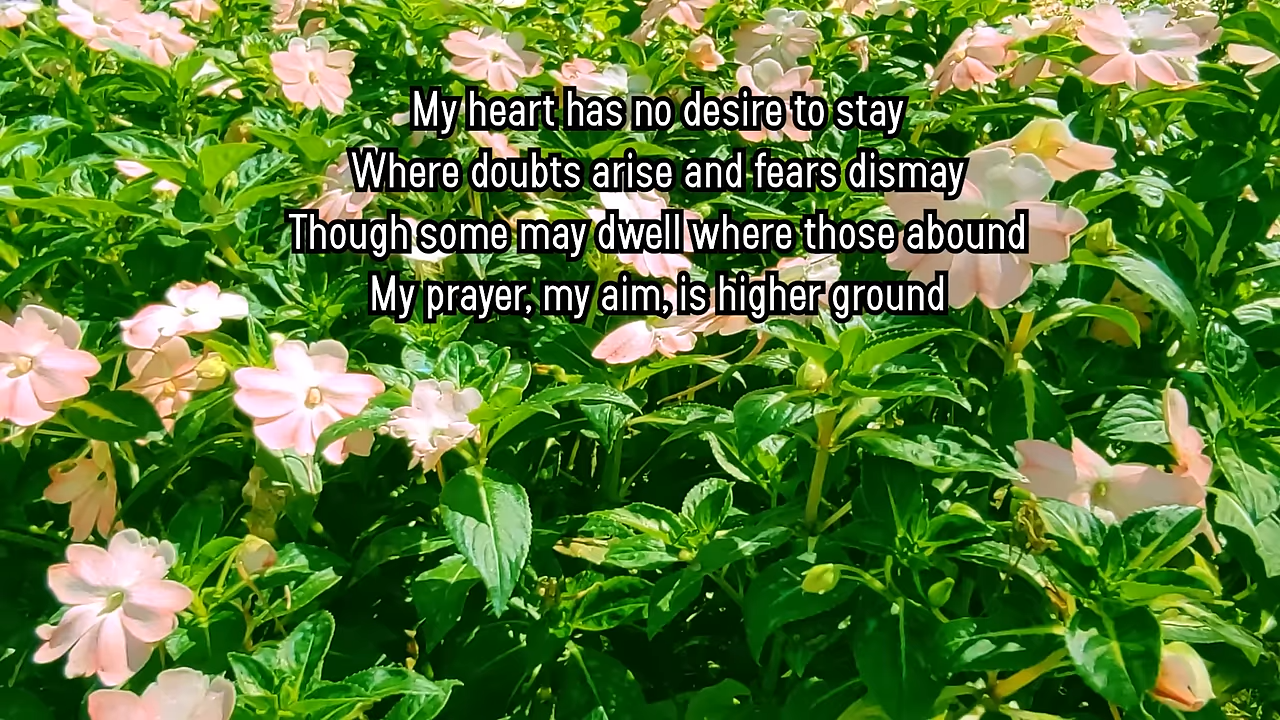 My heart has no desire to stay
Where doubts arise and fears dismay
Though some may dwell where those abound
My prayer, my aim, is higher ground